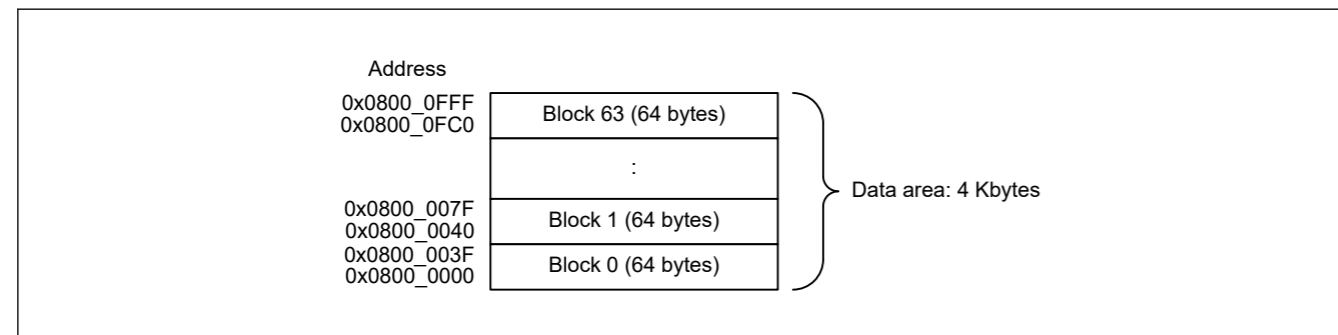 Address
0x0800_0FFF
0x0800_0FC0
Block 63 (64 bytes)
:
Data area: 4 Kbytes
0x0800_007F
0x0800_0040
Block 1 (64 bytes)
0x0800_003F
0x0800_0000
Block 0 (64 bytes)